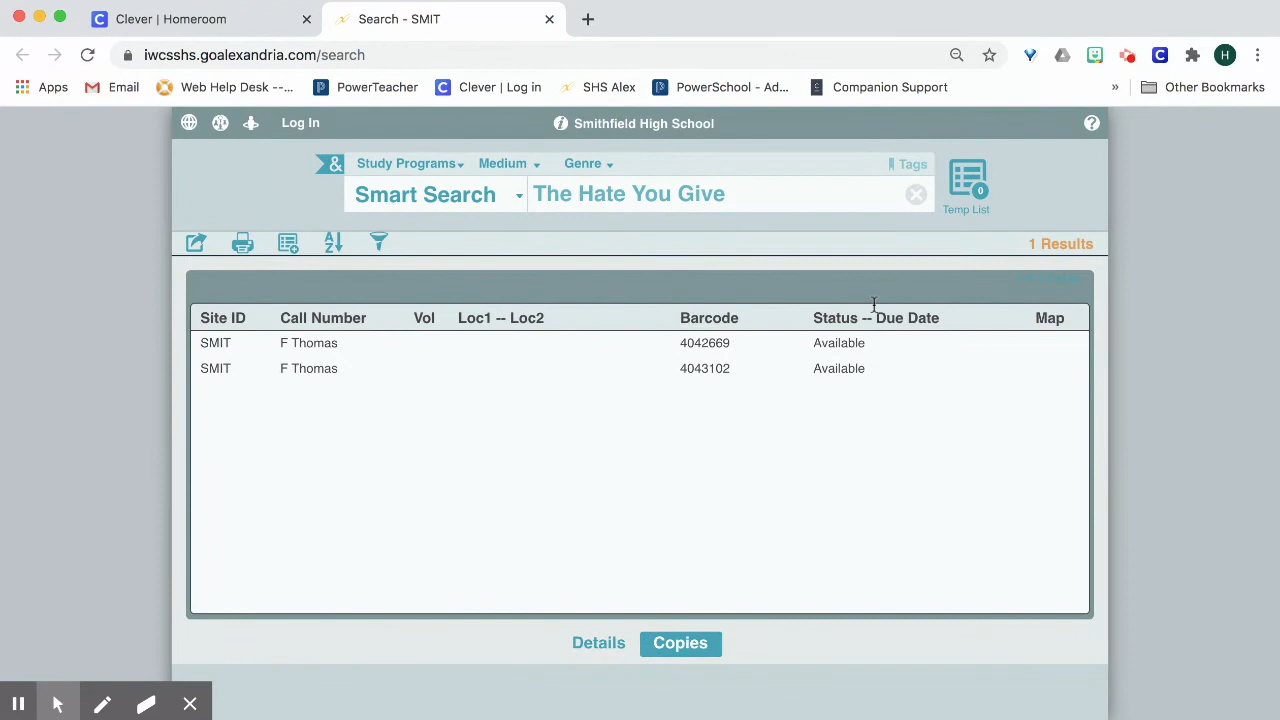 Clever | Homeroom
Search - SMIT
iwcsshs.goalexandria.com/search
H
Apps
Email
Web Help Desk --...
PowerTeacher
Clever | Log in
SHS Alex
PowerSchool - Ad...
Companion Support
»
Other Bookmarks
Log In
Smithfield High School
?
& Study Programs Medium Genre Tags
Smart Search The Hate You Give
0
Temp List
1 Results
Site ID Call Number Vol Loc1 -- Loc2 Barcode Status -- Due Date Map
SMIT F Thomas 4042669 Available
SMIT F Thomas 4043102 Available
Details Copies